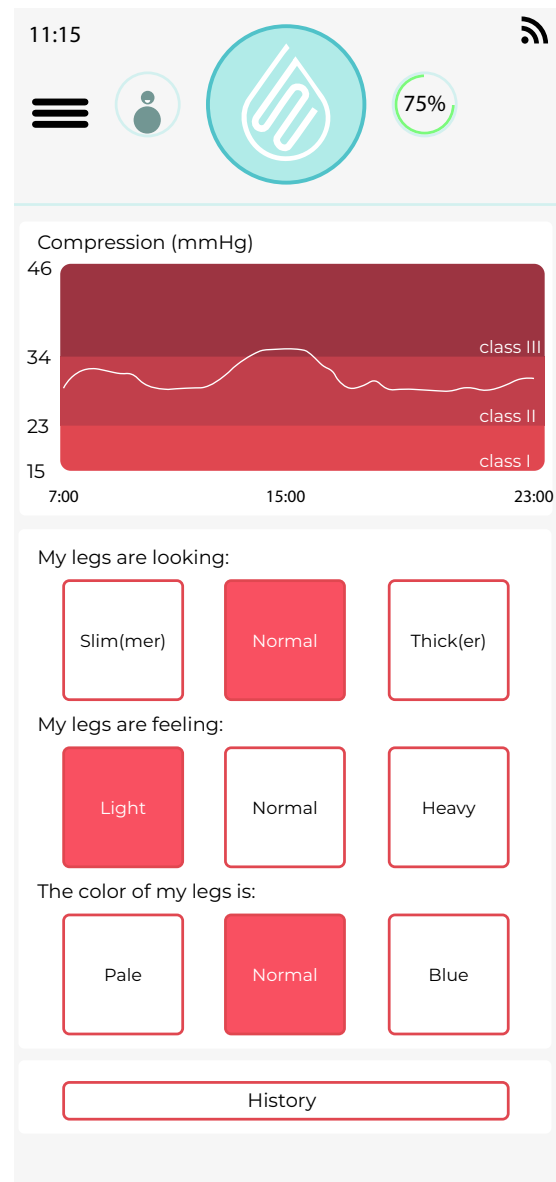 11:15
75%
Compression (mmHg)
46
class III
34
class II
23
class I
15
7:00 15:00 23:00
My legs are looking:
Slim(mer) Normal Thick(er)
My legs are feeling:
Light Normal Heavy
The color of my legs is:
Pale Normal Blue
History